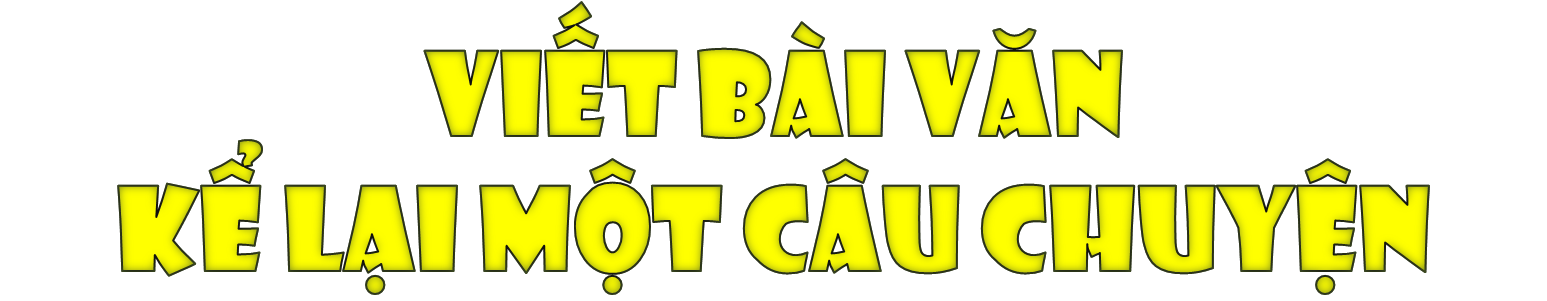 VIẾT BÀI VĂN
KỂ LẠI MỘT CÂU CHUYỆN